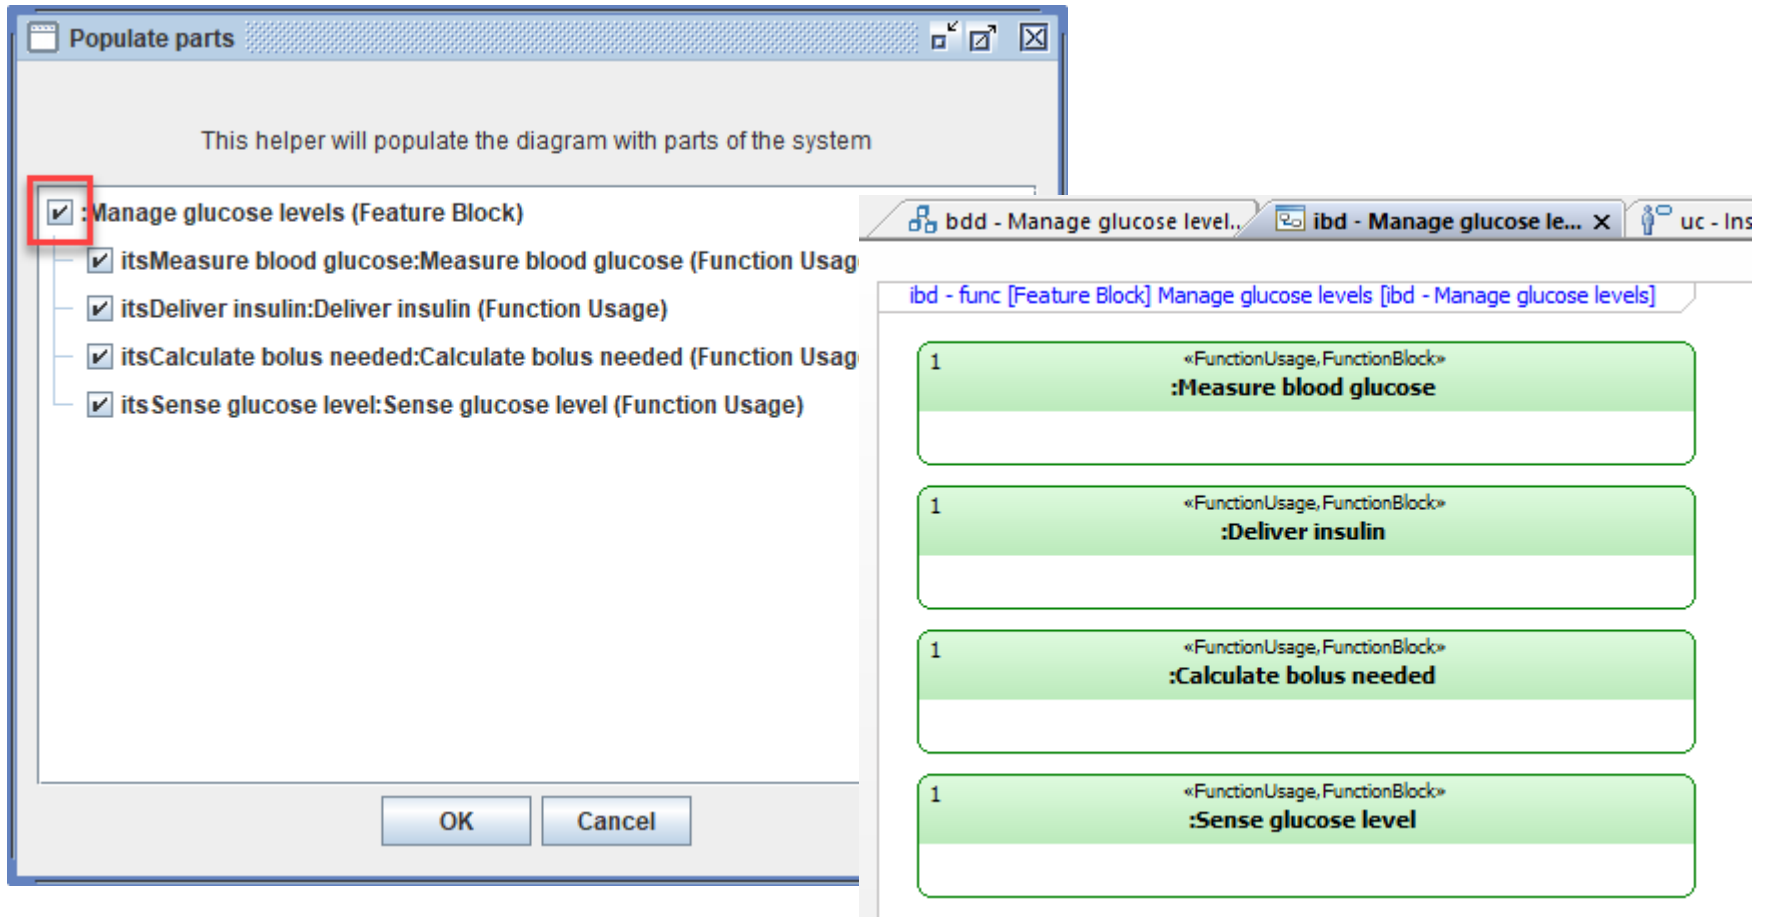 Populate parts
This helper will populate the diagram with parts of the system
:Manage glucose levels (Feature Block)
itsMeasure blood glucose:Measure blood glucose (Function Usag
itsDeliver insulin:Deliver insulin (Function Usage)
itsCalculate bolus needed:Calculate bolus needed (Function Usag
itsSense glucose level:Sense glucose level (Function Usage)
OK
Cancel
bdd - Manage glucose level..
ibd - Manage glucose le...
uc - Ins
ibd - func [Feature Block] Manage glucose levels [ibd - Manage glucose levels]
1
«FunctionUsage,FunctionBlock»
:Measure blood glucose
1
«FunctionUsage,FunctionBlock»
:Deliver insulin
1
«FunctionUsage,FunctionBlock»
:Calculate bolus needed
1
«FunctionUsage,FunctionBlock»
:Sense glucose level